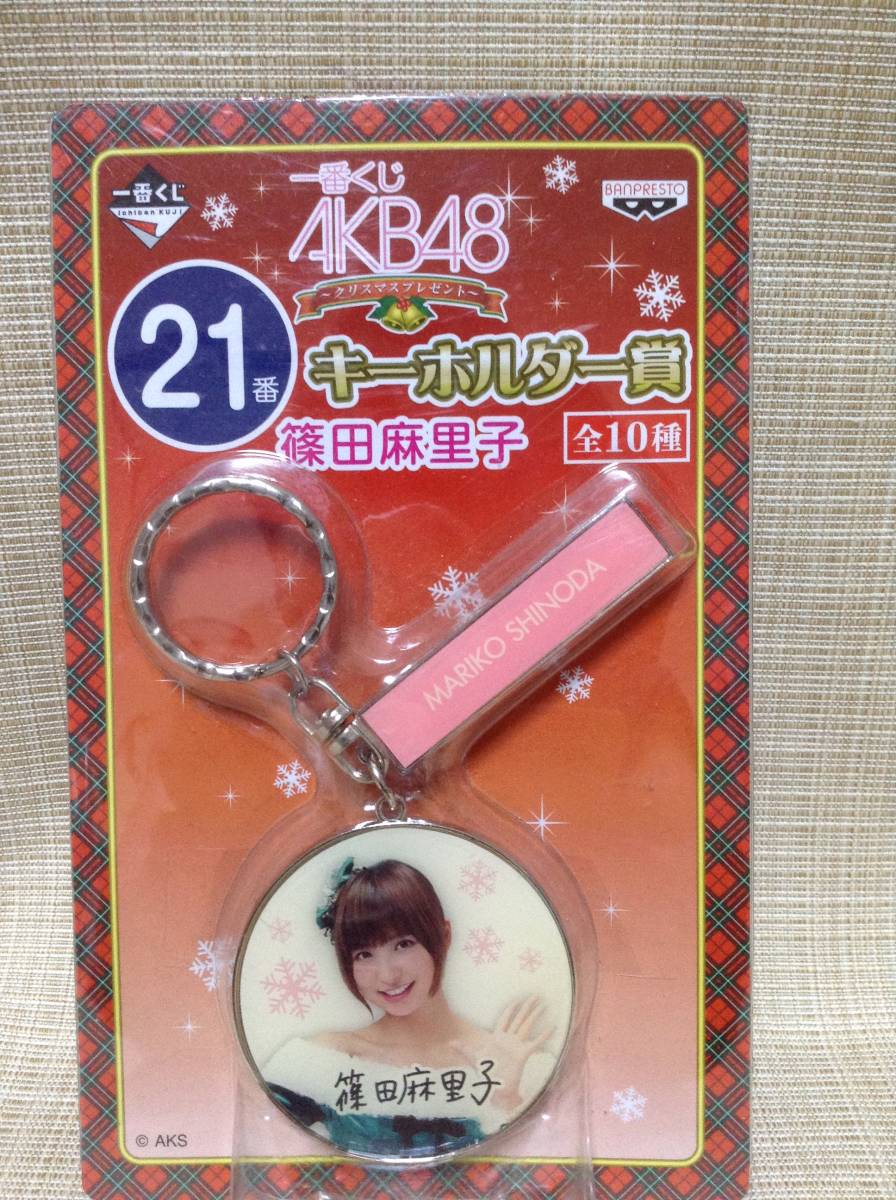 一番くじ
Ichiban KUJI
一番くじ
AKB48
～クリスマスプレゼント～
BANPRESTO
21番
キーホルダー賞
篠田麻里子
全10種
MARIKO SHINODA
篠田麻里子
© AKS